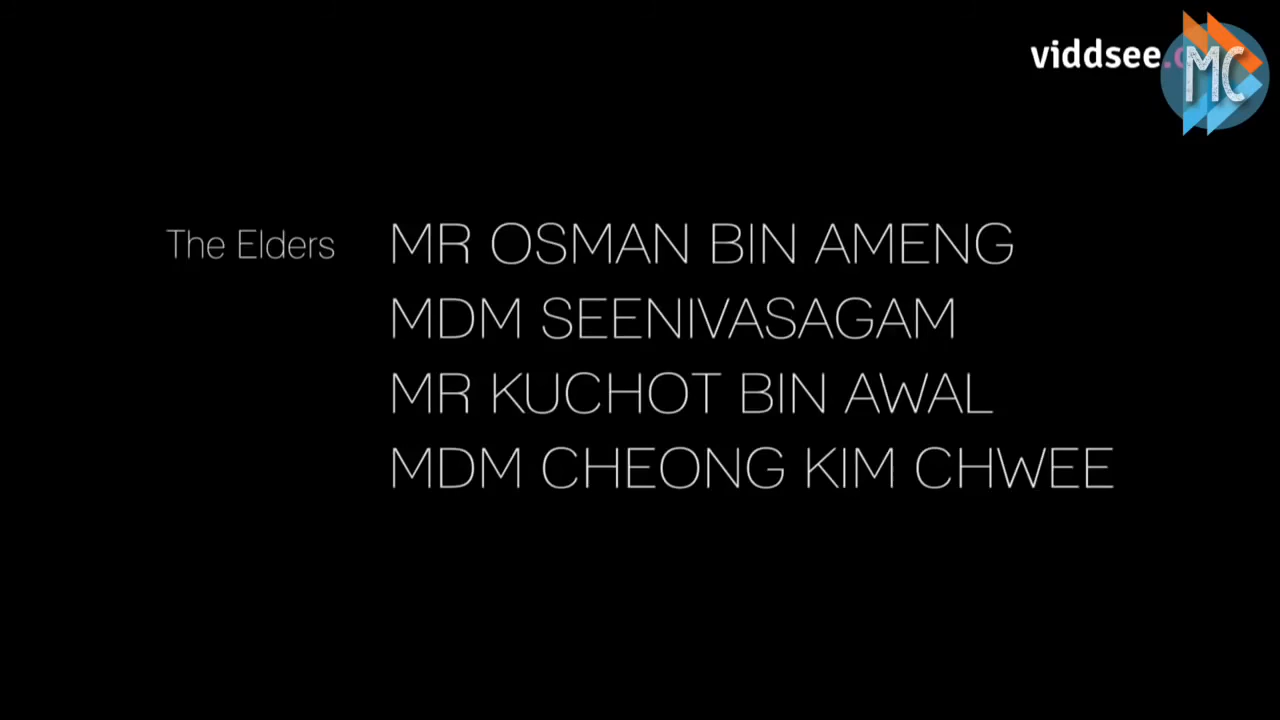 viddsee
MC
The Elders MR OSMAN BIN AMENG
MDM SEENIVASAGAM
MR KUCHOT BIN AWAL
MDM CHEONG KIM CHWEE